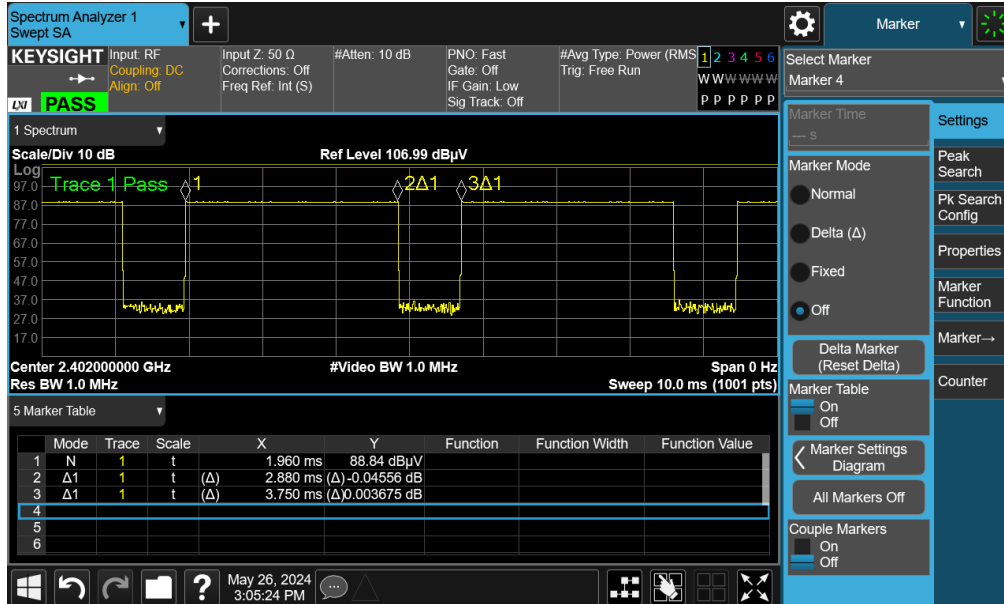 Spectrum Analyzer 1
Swept SA
+
Marker
KEYSIGHT
LXI PASS
Input: RF
Coupling: DC
Align: Off
Input Z: 50 Ω
Corrections: Off
Freq Ref: Int (S)
#Atten: 10 dB
PNO: Fast
Gate: Off
IF Gain: Low
Sig Track: Off
#Avg Type: Power (RMS
Trig: Free Run
1 2 3 4 5 6
W W W W W W
P P P P P P
Select Marker
Marker 4
1 Spectrum
Scale/Div 10 dB
Ref Level 106.99 dBµV
Log
Trace 1 Pass
1
2Δ1
3Δ1
97.0
87.0
77.0
67.0
57.0
47.0
37.0
27.0
17.0
Center 2.402000000 GHz
#Video BW 1.0 MHz
Span 0 Hz
Res BW 1.0 MHz
Sweep 10.0 ms (1001 pts)
5 Marker Table
Mode Trace Scale X Y Function Function Width Function Value
1 N 1 t 1.960 ms 88.84 dBµV
2 Δ1 1 t (Δ) 2.880 ms (Δ) -0.04556 dB
3 Δ1 1 t (Δ) 3.750 ms (Δ)0.003675 dB
4
5
6
Marker Time
--- s
Marker Mode
Normal
Delta (Δ)
Fixed
Off
Delta Marker
(Reset Delta)
Marker Table
On
Off
Marker Settings
Diagram
All Markers Off
Couple Markers
On
Off
Settings
Peak
Search
Pk Search
Config
Properties
Marker
Function
Marker→
Counter
?
May 26, 2024
3:05:24 PM